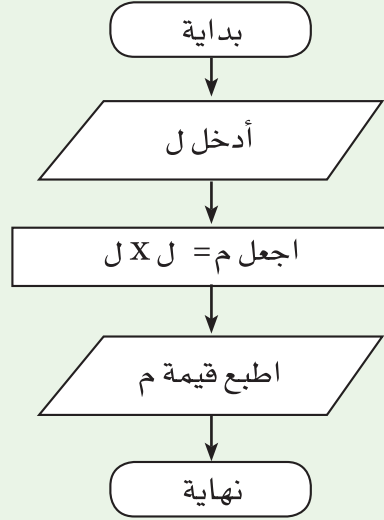 بداية
أدخل ل
اجعل م = ل X ل
اطبع قيمة م
نهاية